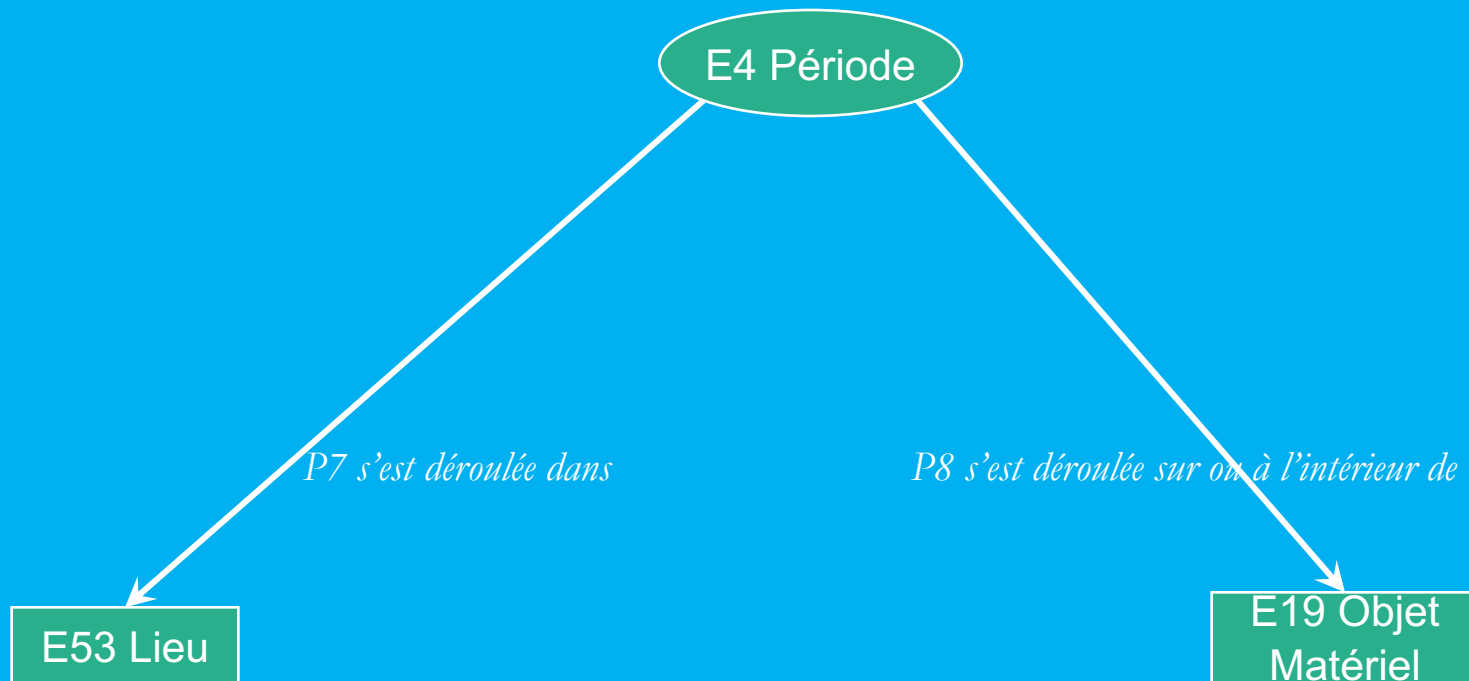 E4 Période
P7 s’est déroulée dans
P8 s’est déroulée sur ou à l’intérieur de
E53 Lieu
E19 Objet
Matériel